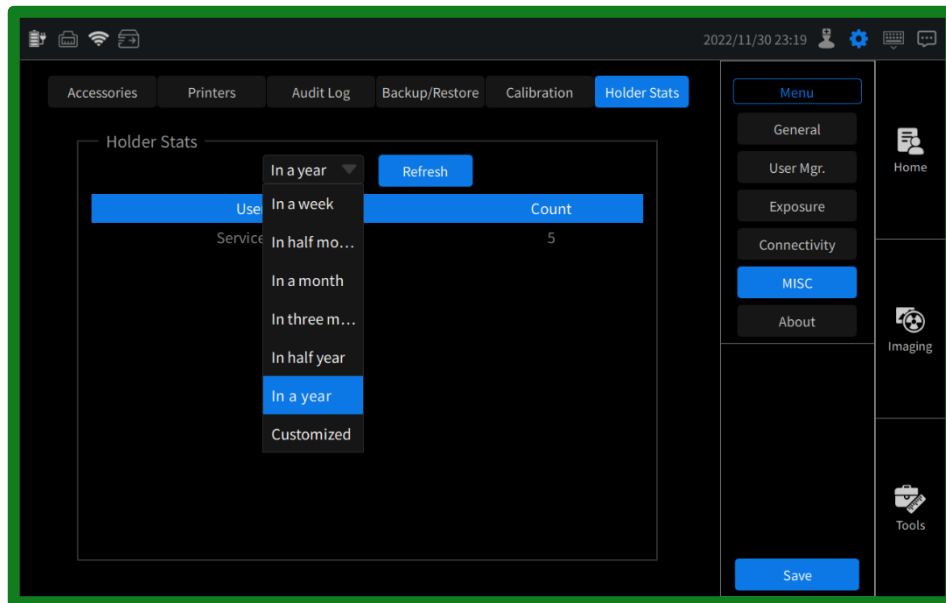 2022/11/30 23:19
Accessories Printers Audit Log Backup/Restore Calibration Holder Stats
Holder Stats
In a year Refresh
Count
Service 5
In a week
In half mo...
In a month
In three m...
In half year
In a year
Customized
Menu
General
User Mgr.
Exposure
Connectivity
MISC
About
Save
Home
Imaging
Tools